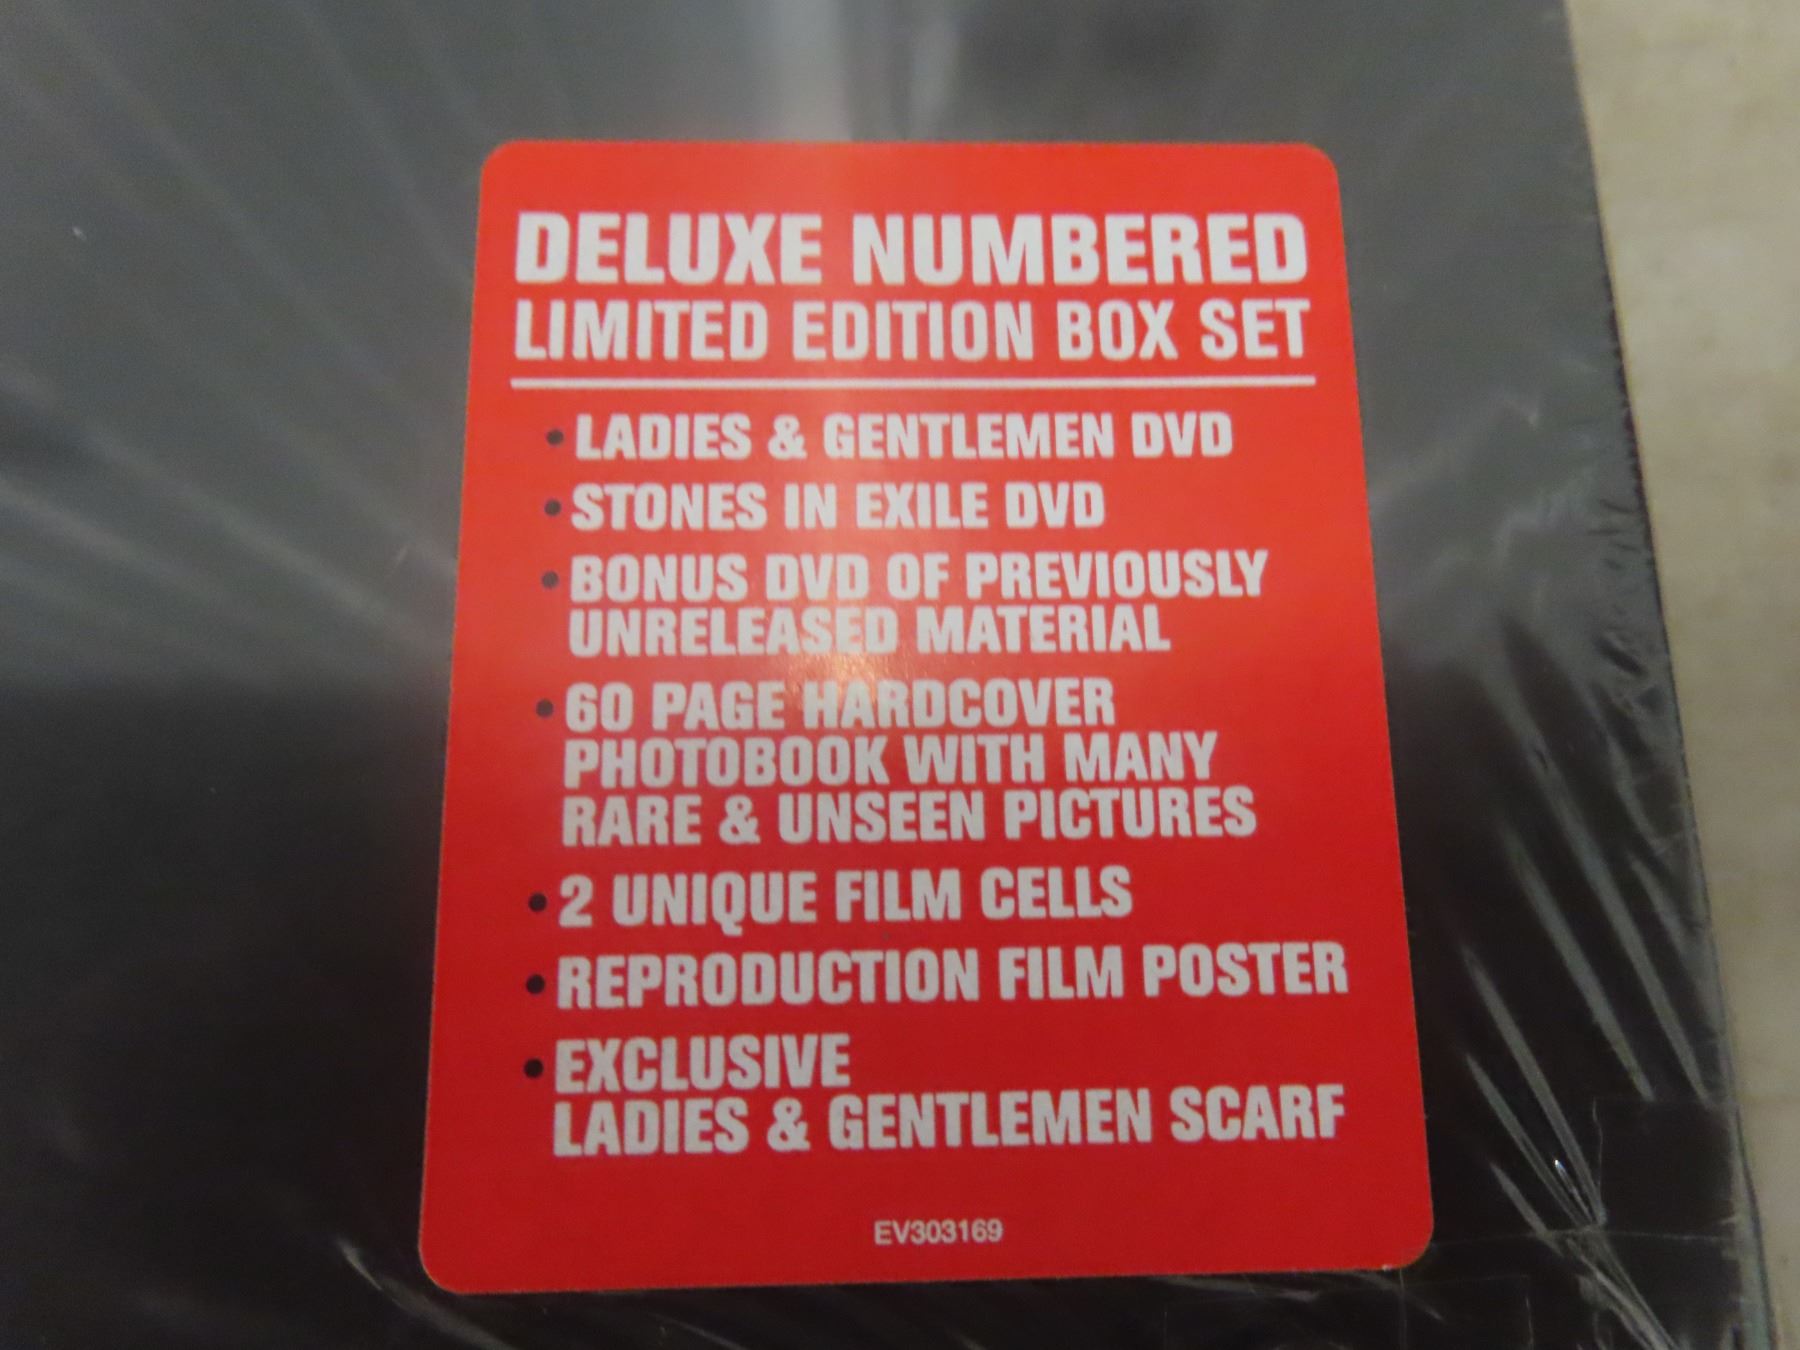 DELUXE NUMBERED
LIMITED EDITION BOX SET
• LADIES & GENTLEMEN DVD
• STONES IN EXILE DVD
• BONUS DVD OF PREVIOUSLY
UNRELEASED MATERIAL
• 60 PAGE HARDCOVER
PHOTOBOOK WITH MANY
RARE & UNSEEN PICTURES
• 2 UNIQUE FILM CELLS
• REPRODUCTION FILM POSTER
• EXCLUSIVE
LADIES & GENTLEMEN SCARF
EV303169